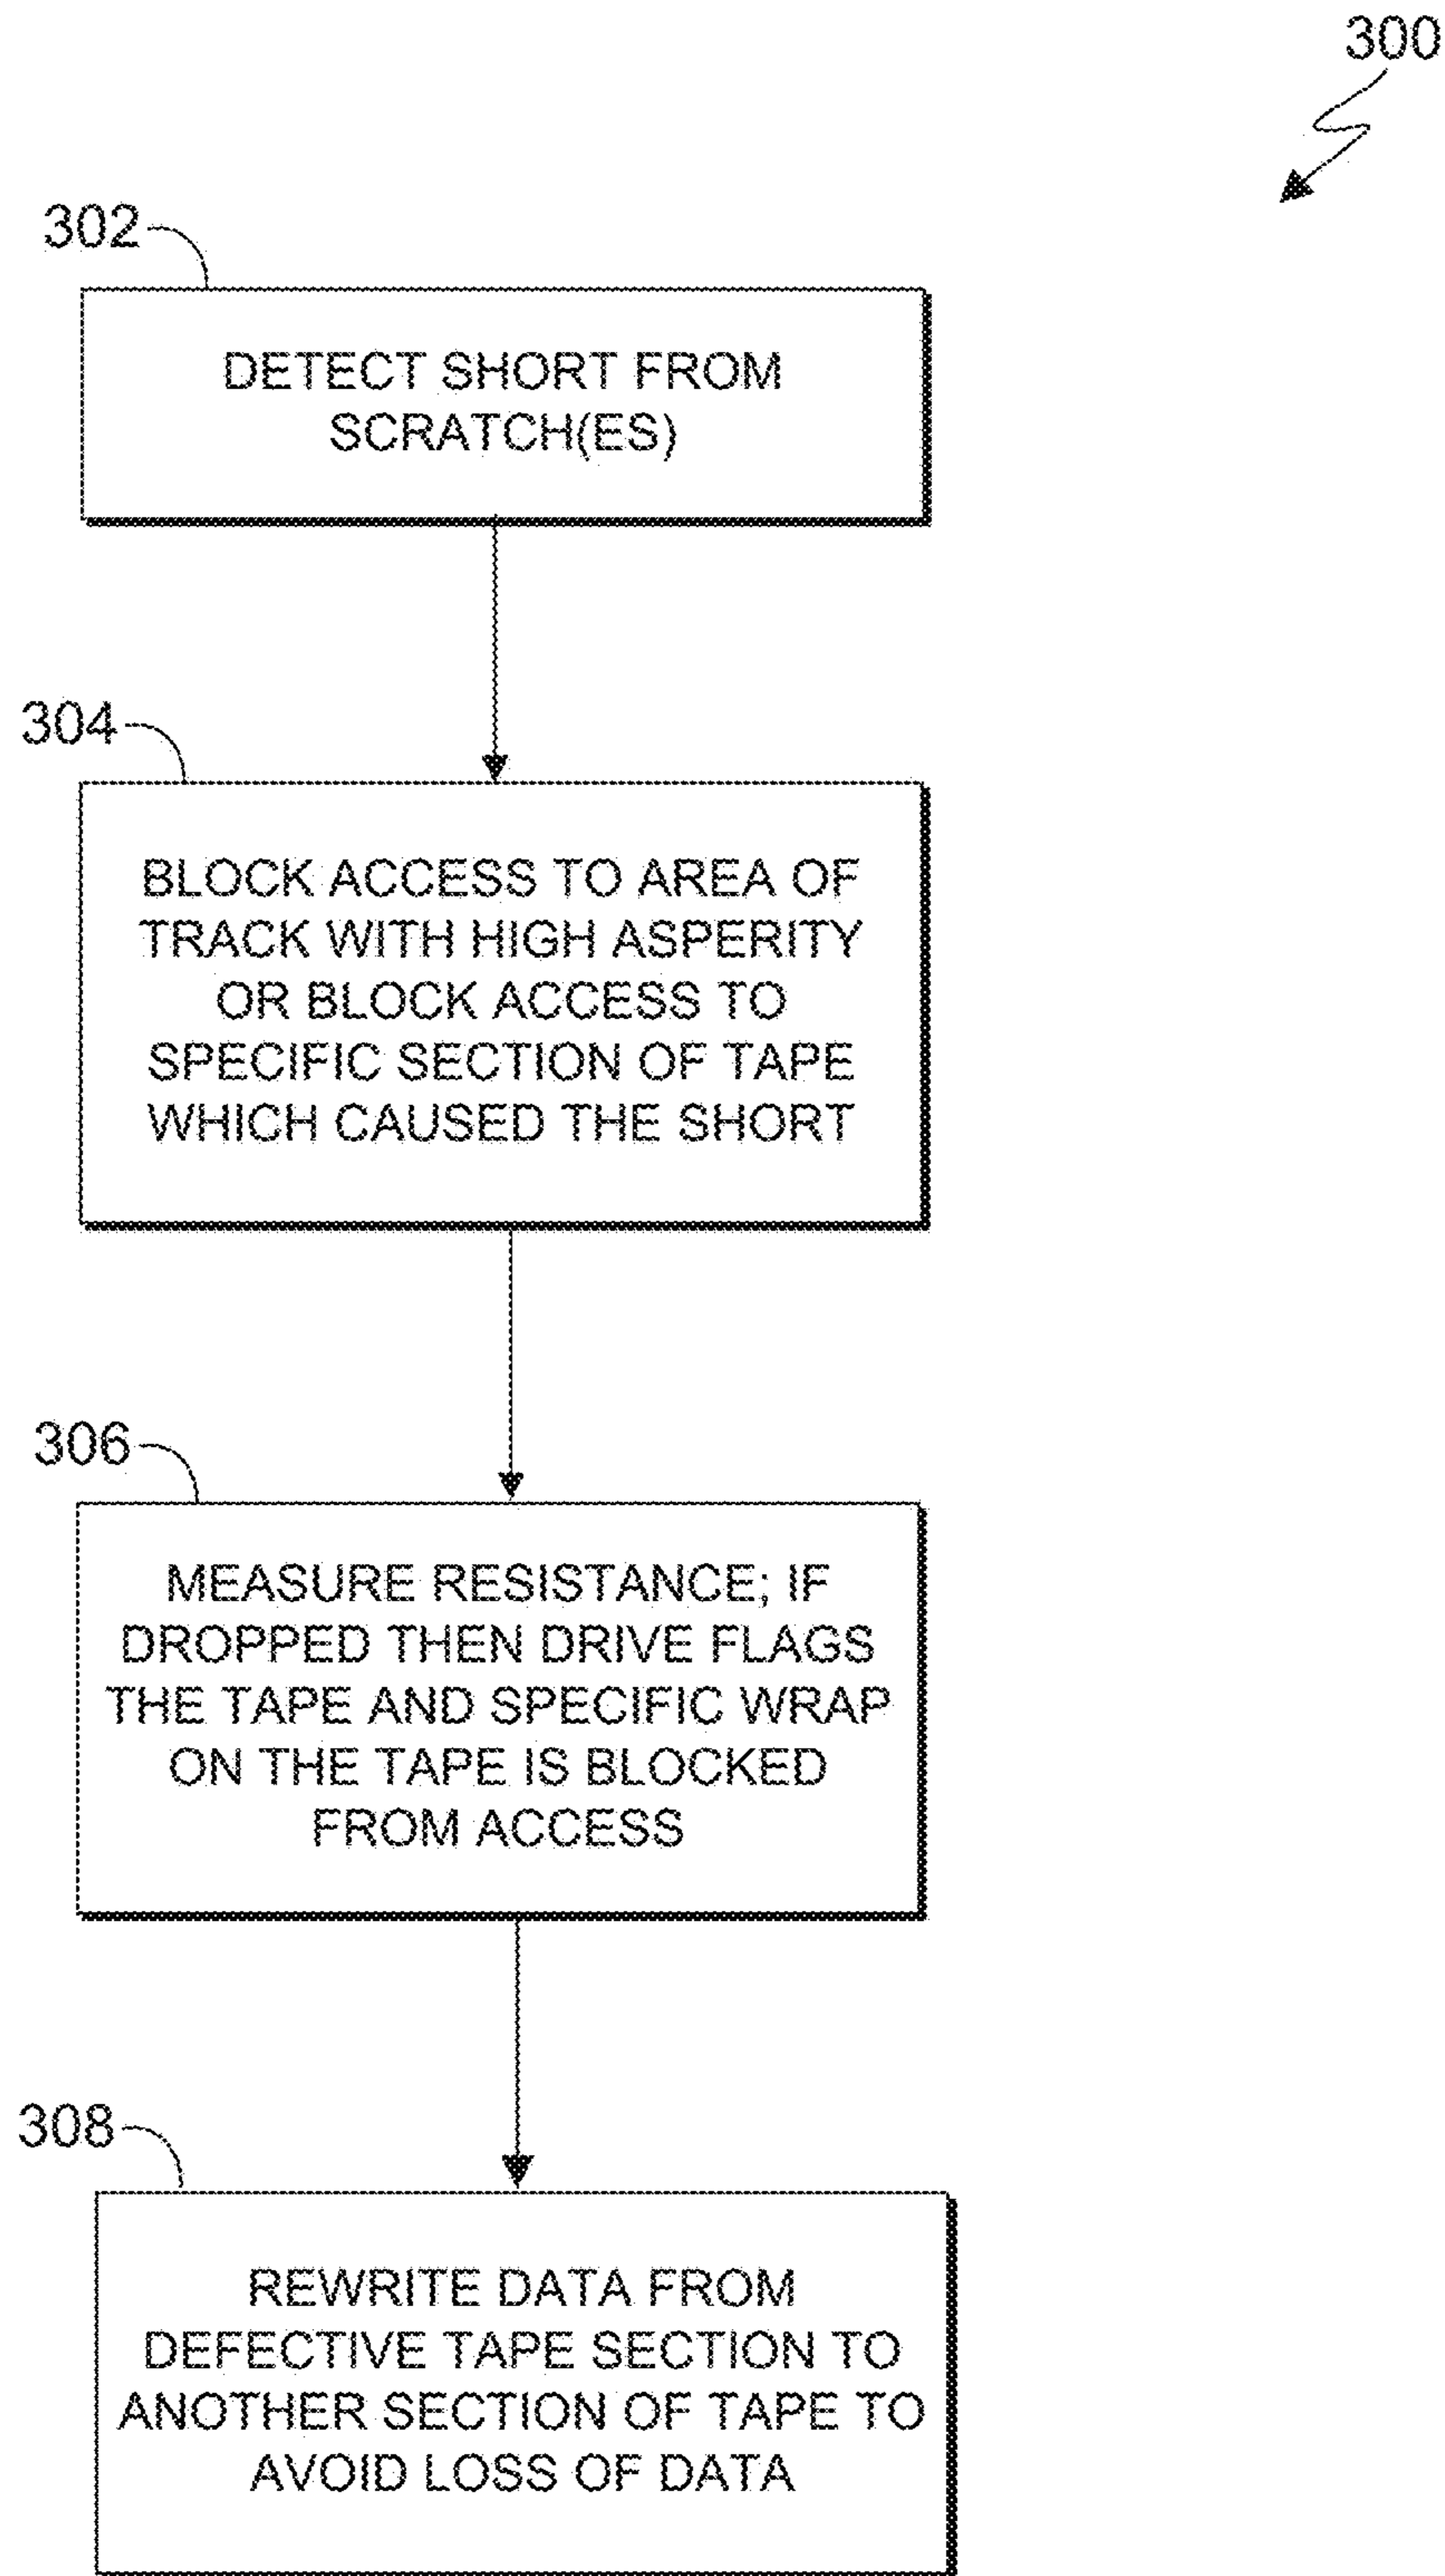 300
302
DETECT SHORT FROM
SCRATCH(ES)
304
BLOCK ACCESS TO AREA OF
TRACK WITH HIGH ASPERITY
OR BLOCK ACCESS TO
SPECIFIC SECTION OF TAPE
WHICH CAUSED THE SHORT
306
MEASURE RESISTANCE; IF
DROPPED THEN DRIVE FLAGS
THE TAPE AND SPECIFIC WRAP
ON THE TAPE IS BLOCKED
FROM ACCESS
308
REWRITE DATA FROM
DEFECTIVE TAPE SECTION TO
ANOTHER SECTION OF TAPE TO
AVOID LOSS OF DATA